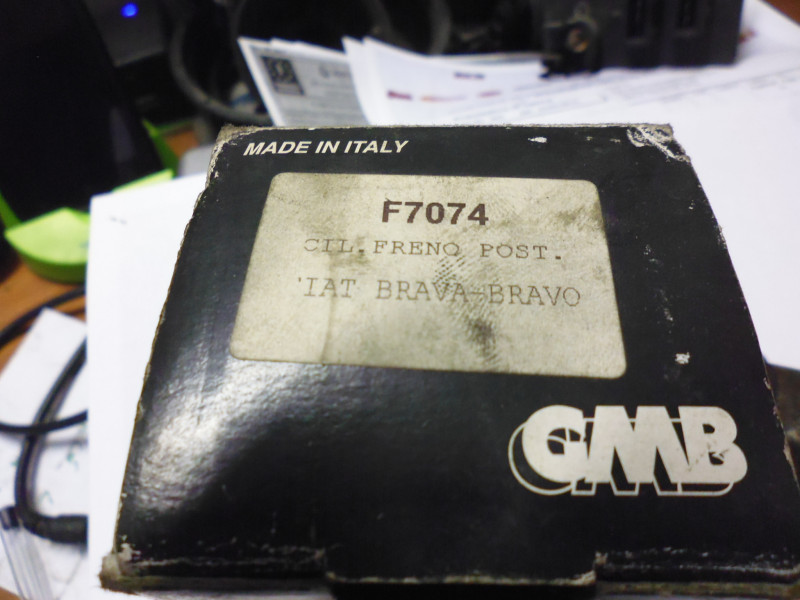 MADE IN ITALY
F7074
CIL.FRENO POST.
'IAT BRAVA-BRAVO
GMB